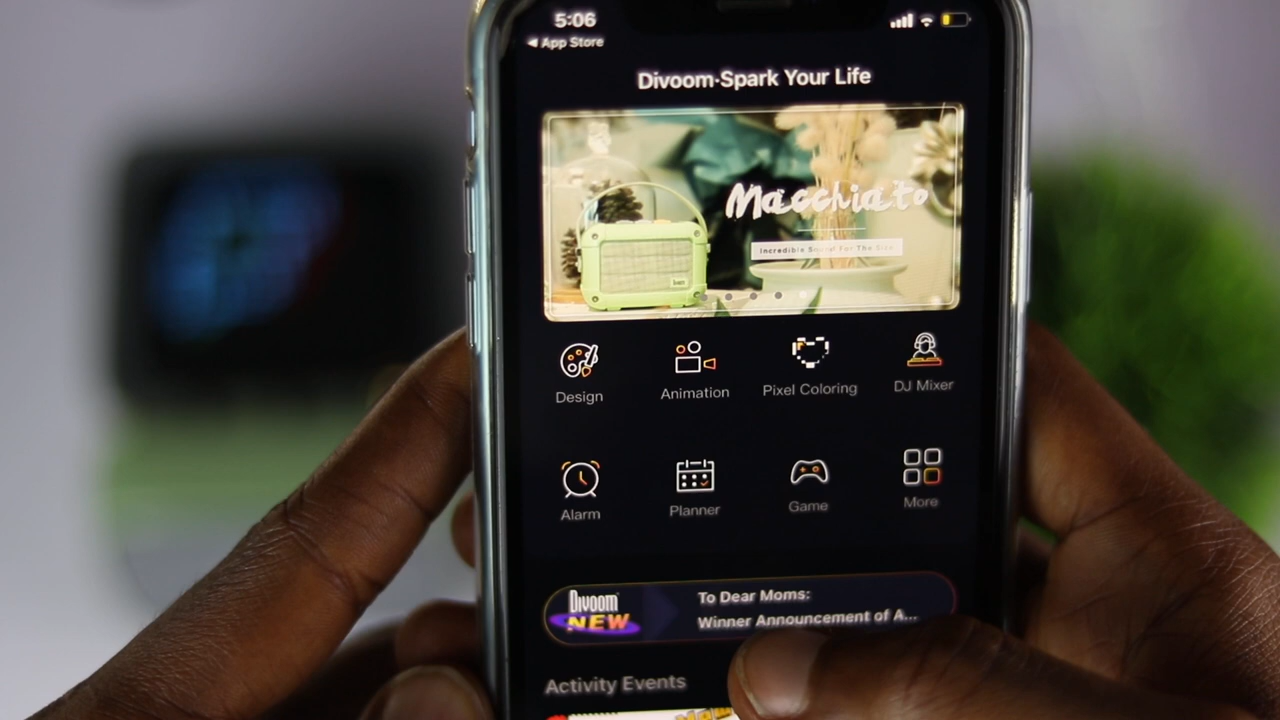 5:06
◀ App Store
Divoom·Spark Your Life
Macchiato
Incredible Sound For The Size
Design
Animation
Pixel Coloring
DJ Mixer
Alarm
Planner
Game
More
Divoom
NEW
To Dear Moms:
Winner Announcement of A...
Activity Events